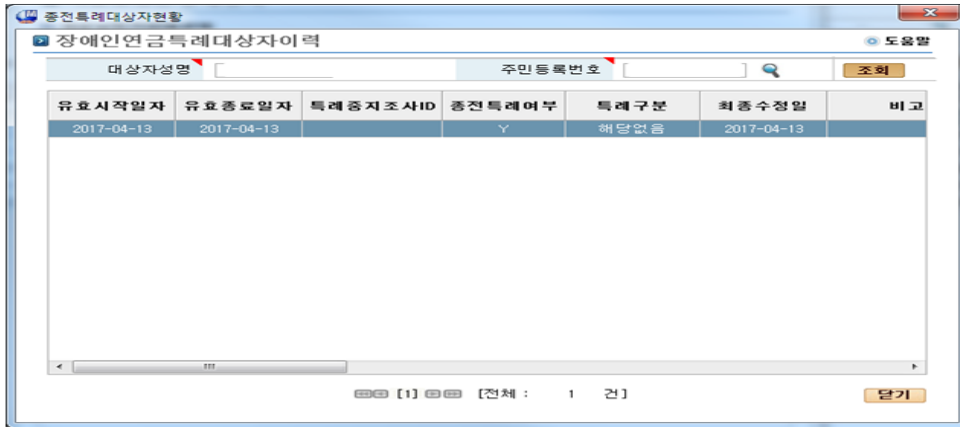 종전특례대상자현황
장애인연금특례대상자이력 도움말
대상자성명 주민등록번호 조회
유효시작일자 유효종료일자 특례중지조사ID 종전특례여부 특례구분 최종수정일 비고
2017-04-13 2017-04-13 Y 해당없음 2017-04-13
[1] [전체 : 1 건]
닫기